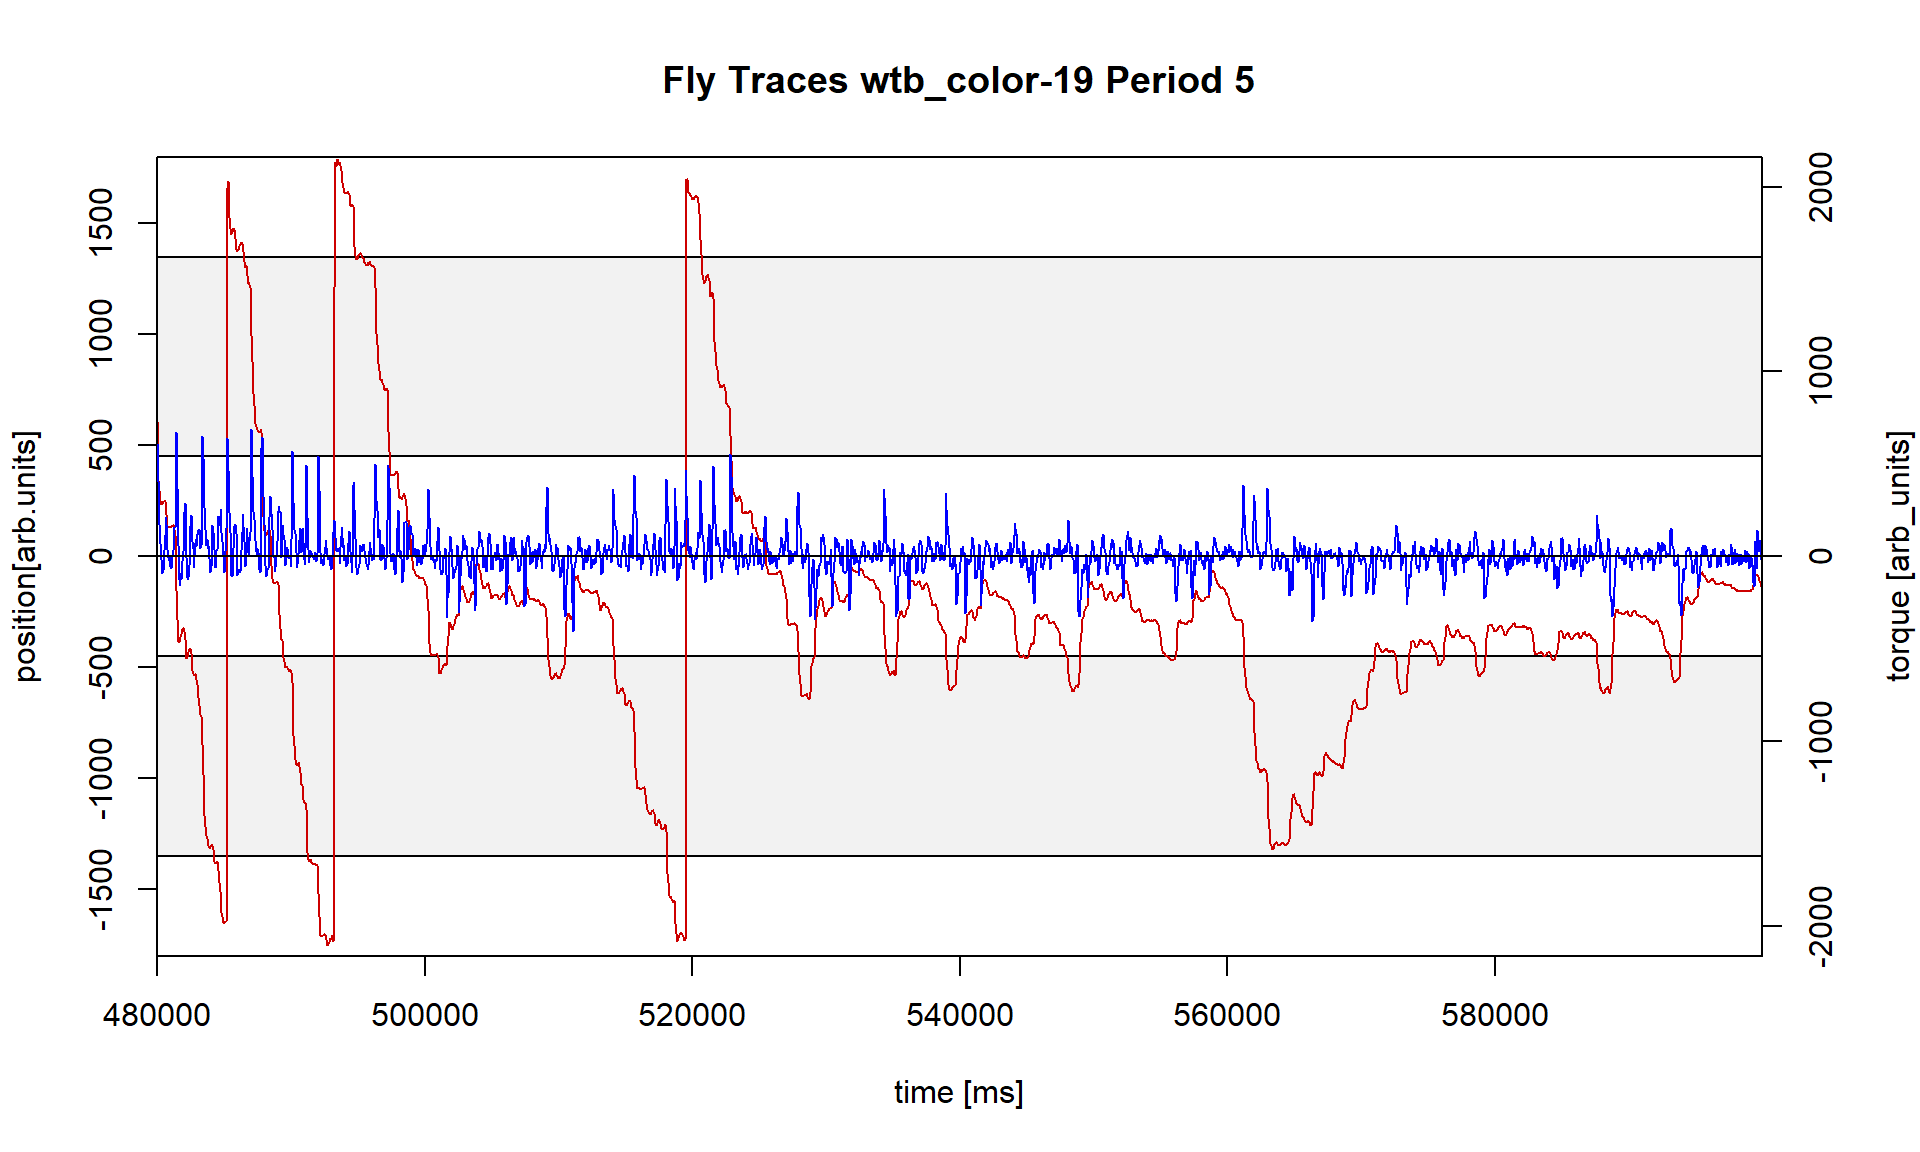 Fly Traces wtb_color-19 Period 5
position[arb.units]
1500
1000
500
0
-500
-1000
-1500
2000
1000
0
-1000
-2000
torque [arb_units]
480000 500000 520000 540000 560000 580000
time [ms]